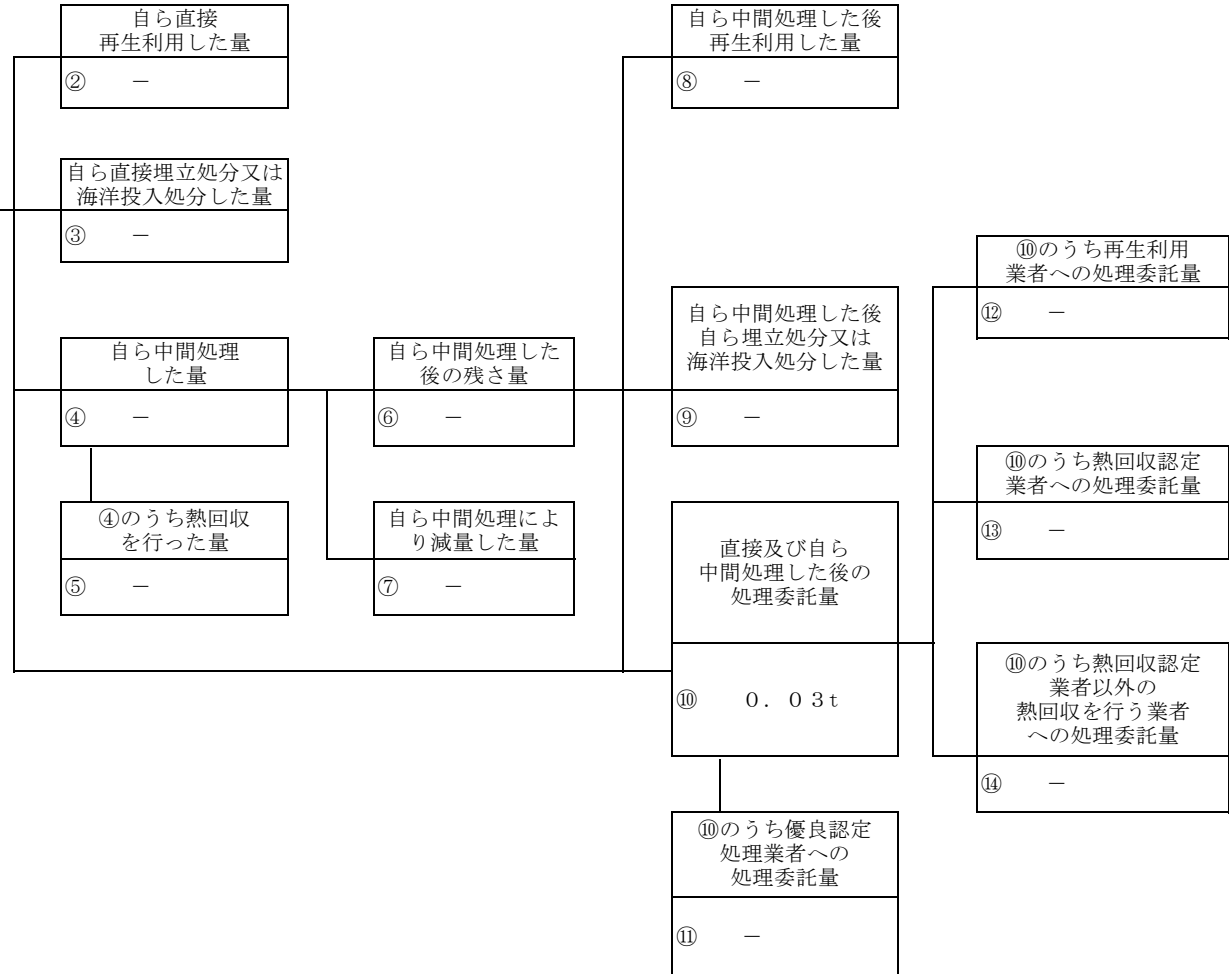 自ら直接
再生利用した量
② －
自ら直接埋立処分又は
海洋投入処分した量
③ －
自ら中間処理
した量
④ －
④のうち熱回収
を行った量
⑤ －
自ら中間処理した
後の残さ量
⑥ －
自ら中間処理によ
り減量した量
⑦ －
自ら中間処理した後
再生利用した量
⑧ －
自ら中間処理した後
自ら埋立処分又は
海洋投入処分した量
⑨ －
直接及び自ら
中間処理した後の
処理委託量
⑩ ０．０３ｔ
⑩のうち優良認定
処理業者への
処理委託量
⑪ －
⑩のうち再生利用
業者への処理委託量
⑫ －
⑩のうち熱回収認定
業者への処理委託量
⑬ －
⑩のうち熱回収認定
業者以外の
熱回収を行う業者
への処理委託量
⑭ －